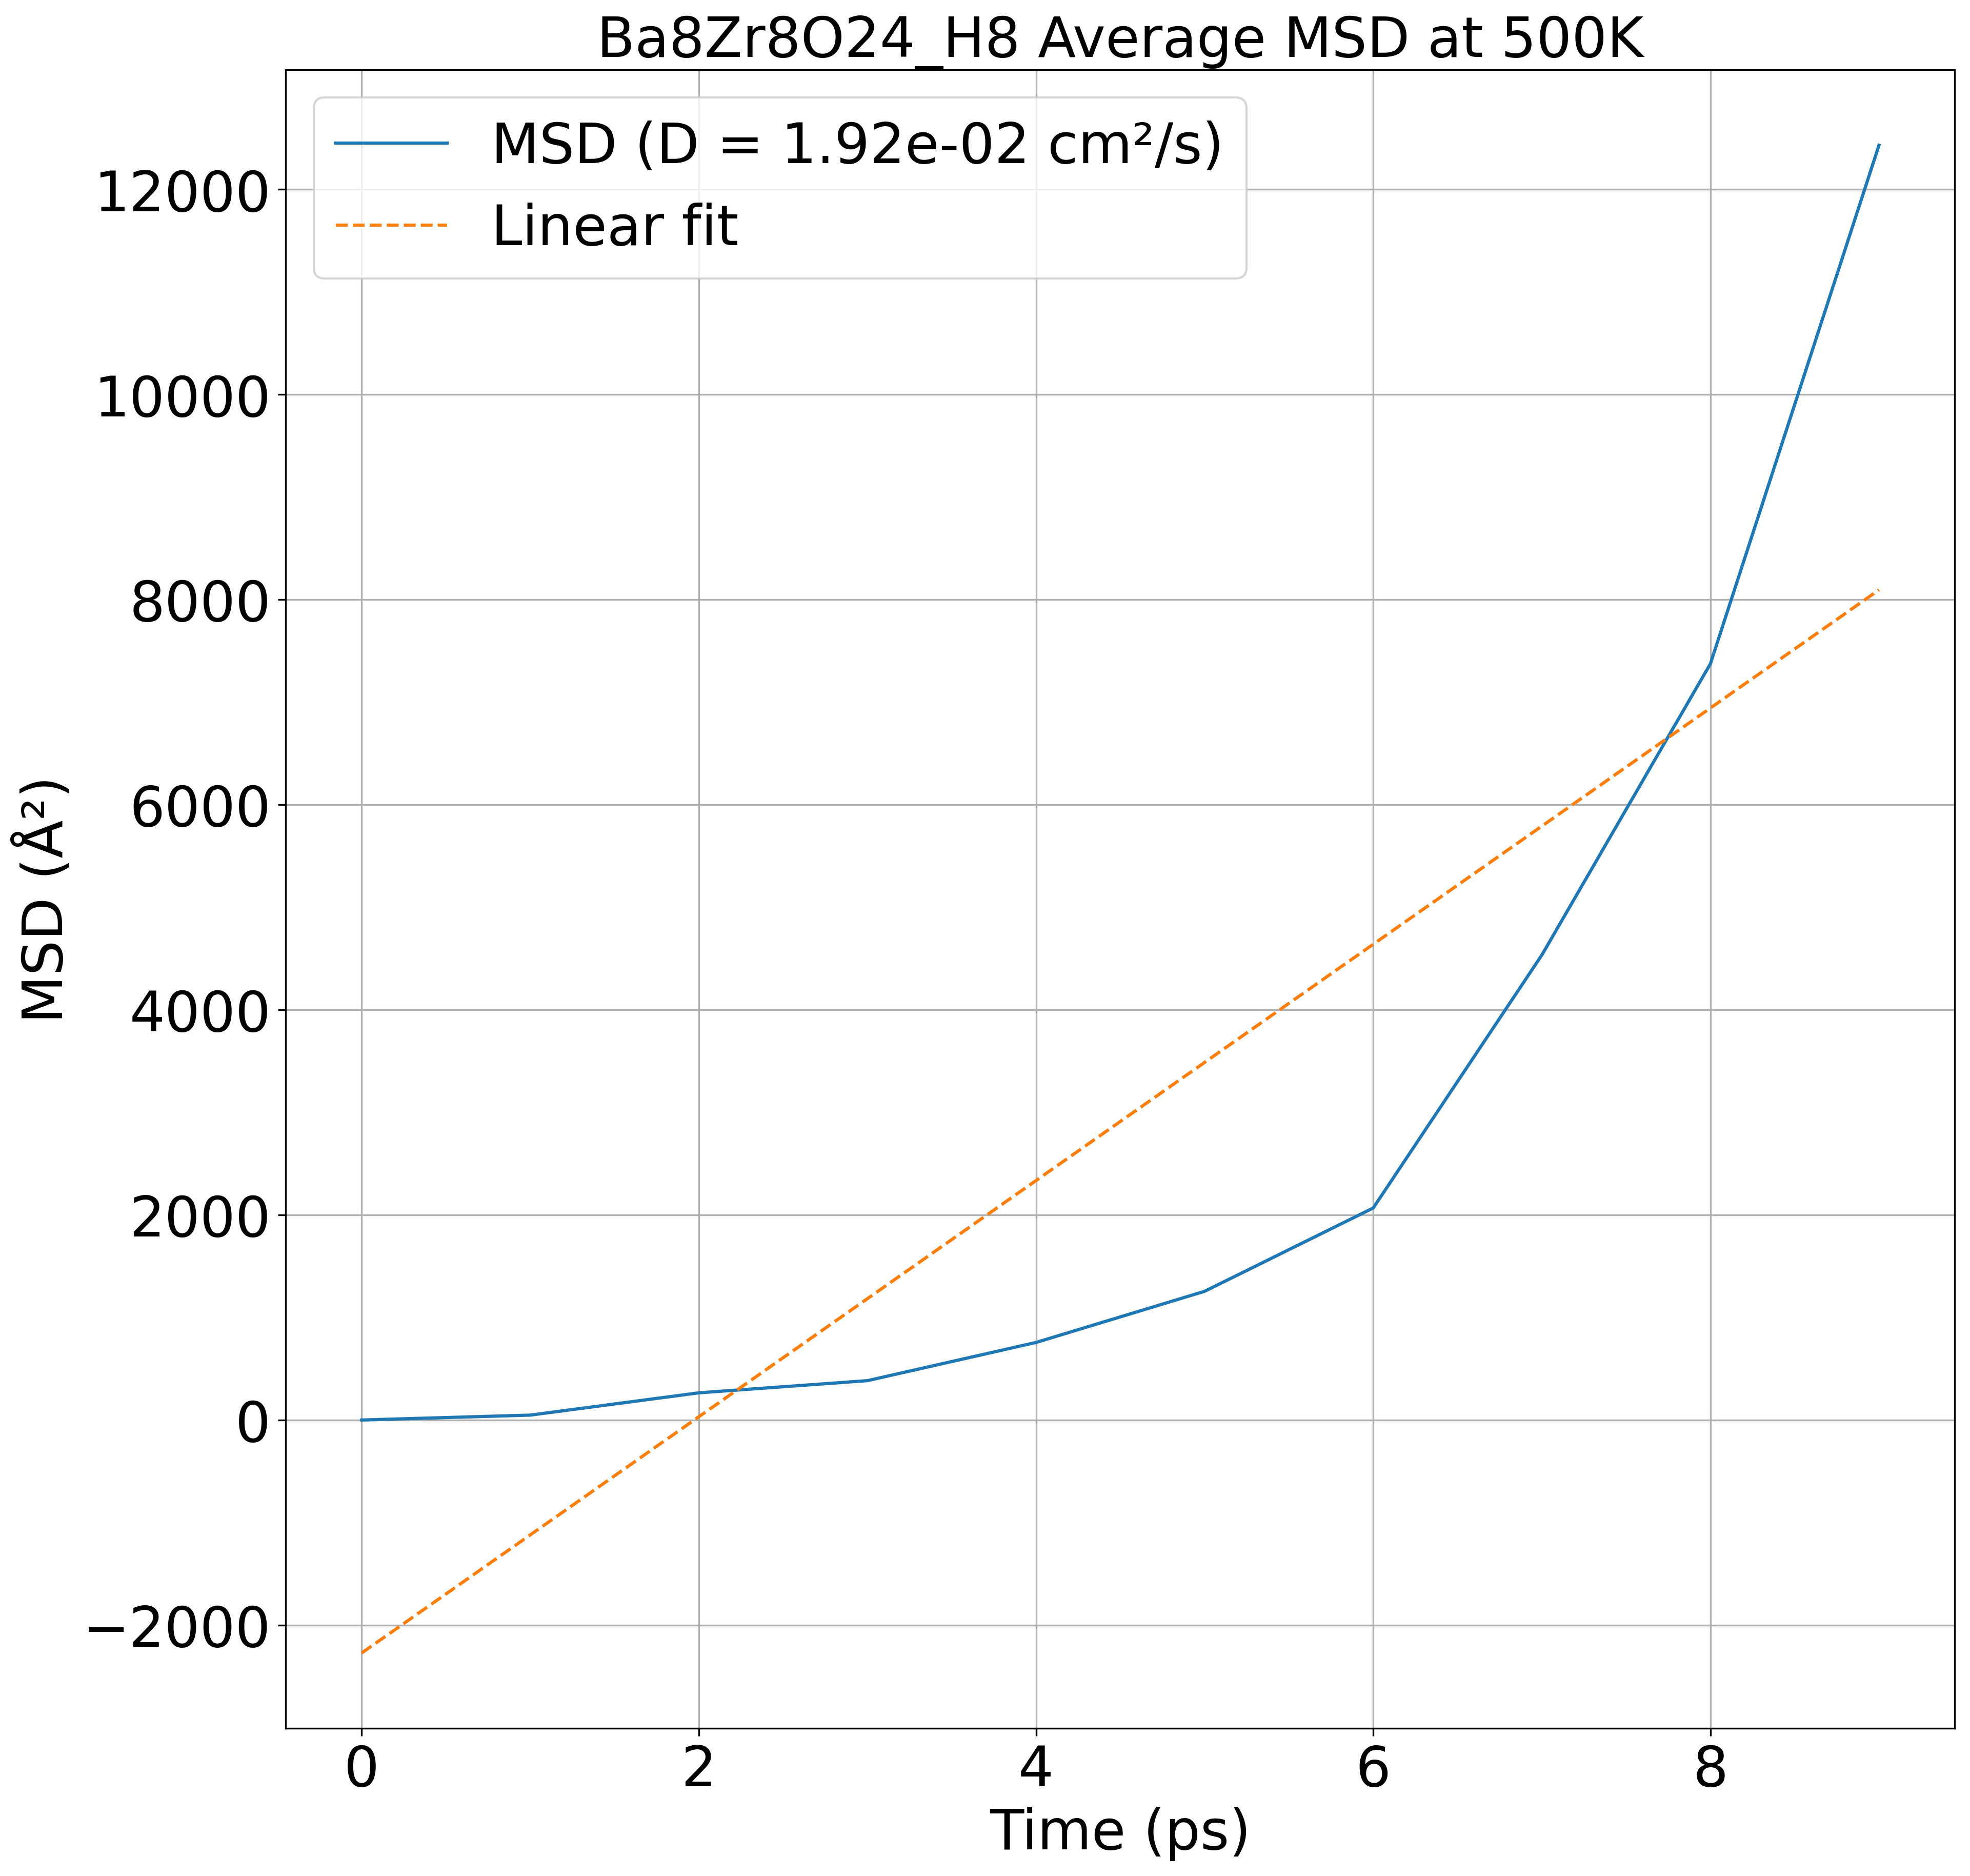 Ba8Zr8O24_H8 Average MSD at 500K
MSD (D = 1.92e-02 cm²/s)
Linear fit
12000
10000
8000
6000
4000
2000
0
−2000
MSD (Å²)
0 2 4 6 8
Time (ps)